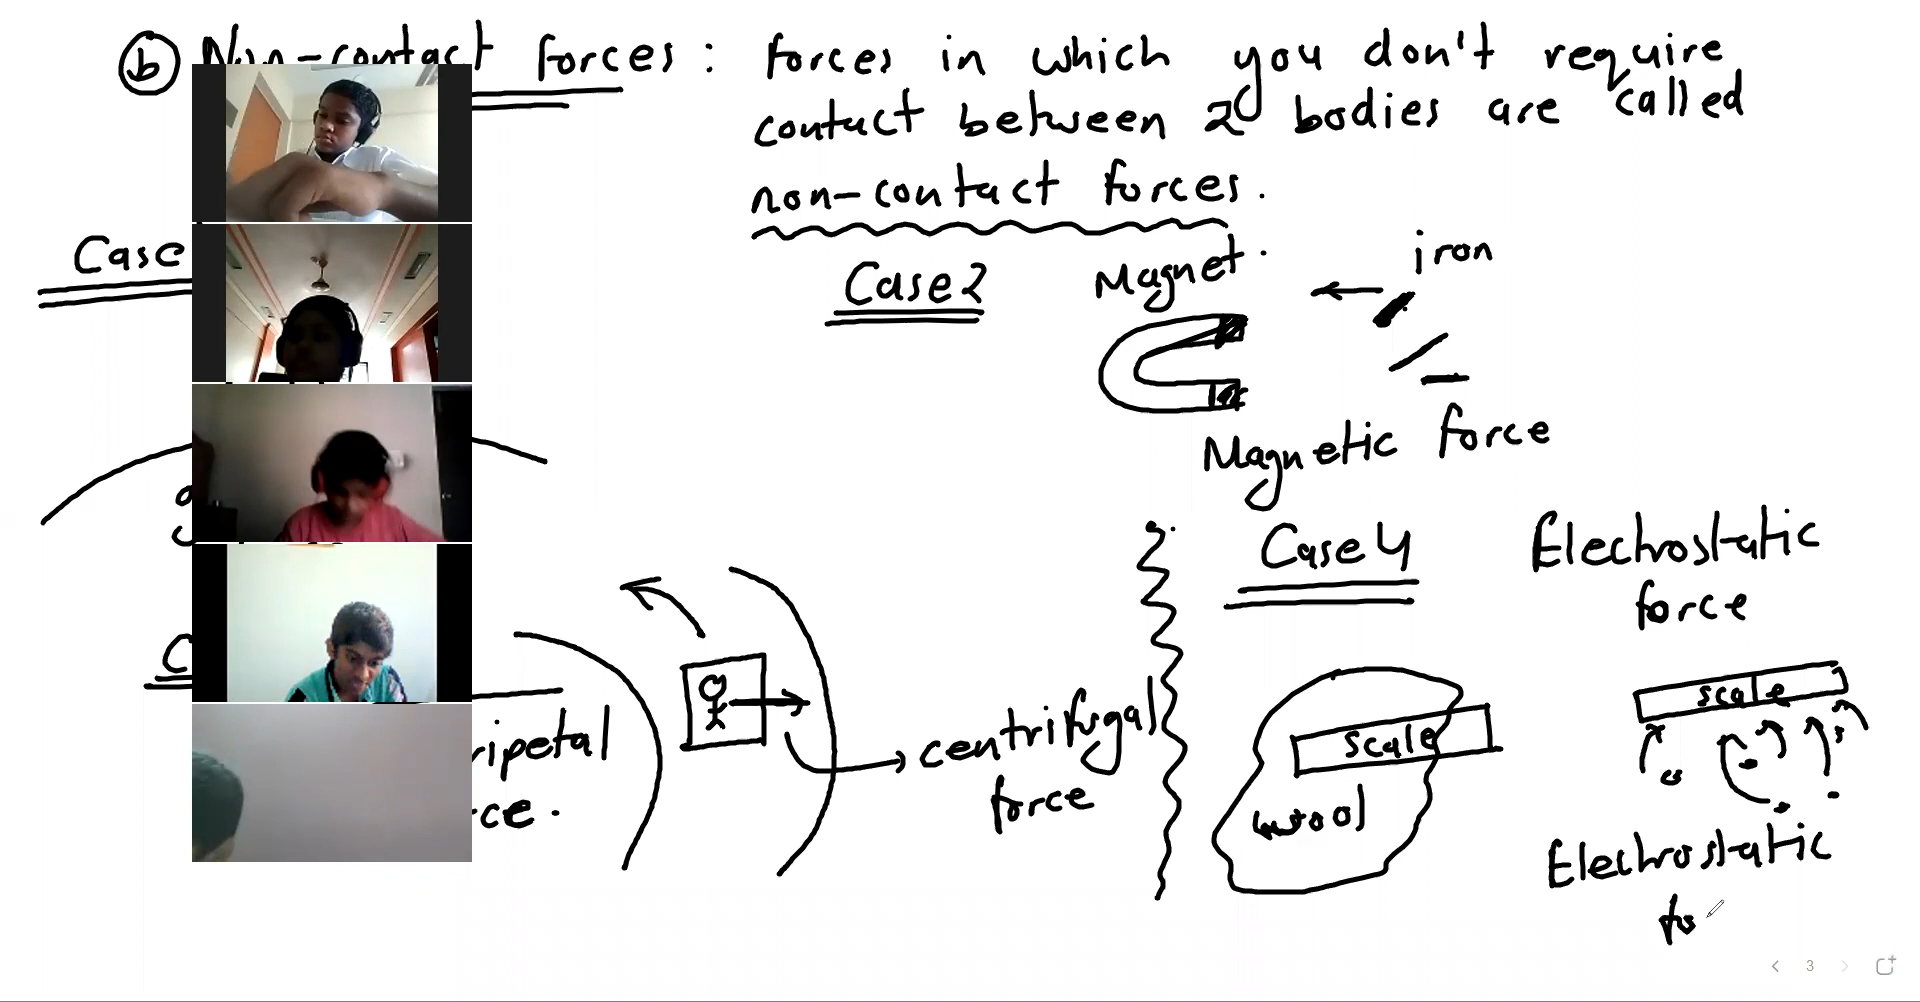 b Non-contact forces : forces in which you don't require
contact between 2 bodies are called
non-contact forces.
Case
Case 2
Magnet.
iron
Magnetic force
Case 4
Electrostatic
force
scale
scale
wool
centrifugal
force
ripetal
ce.
Electrostatic
fo
3